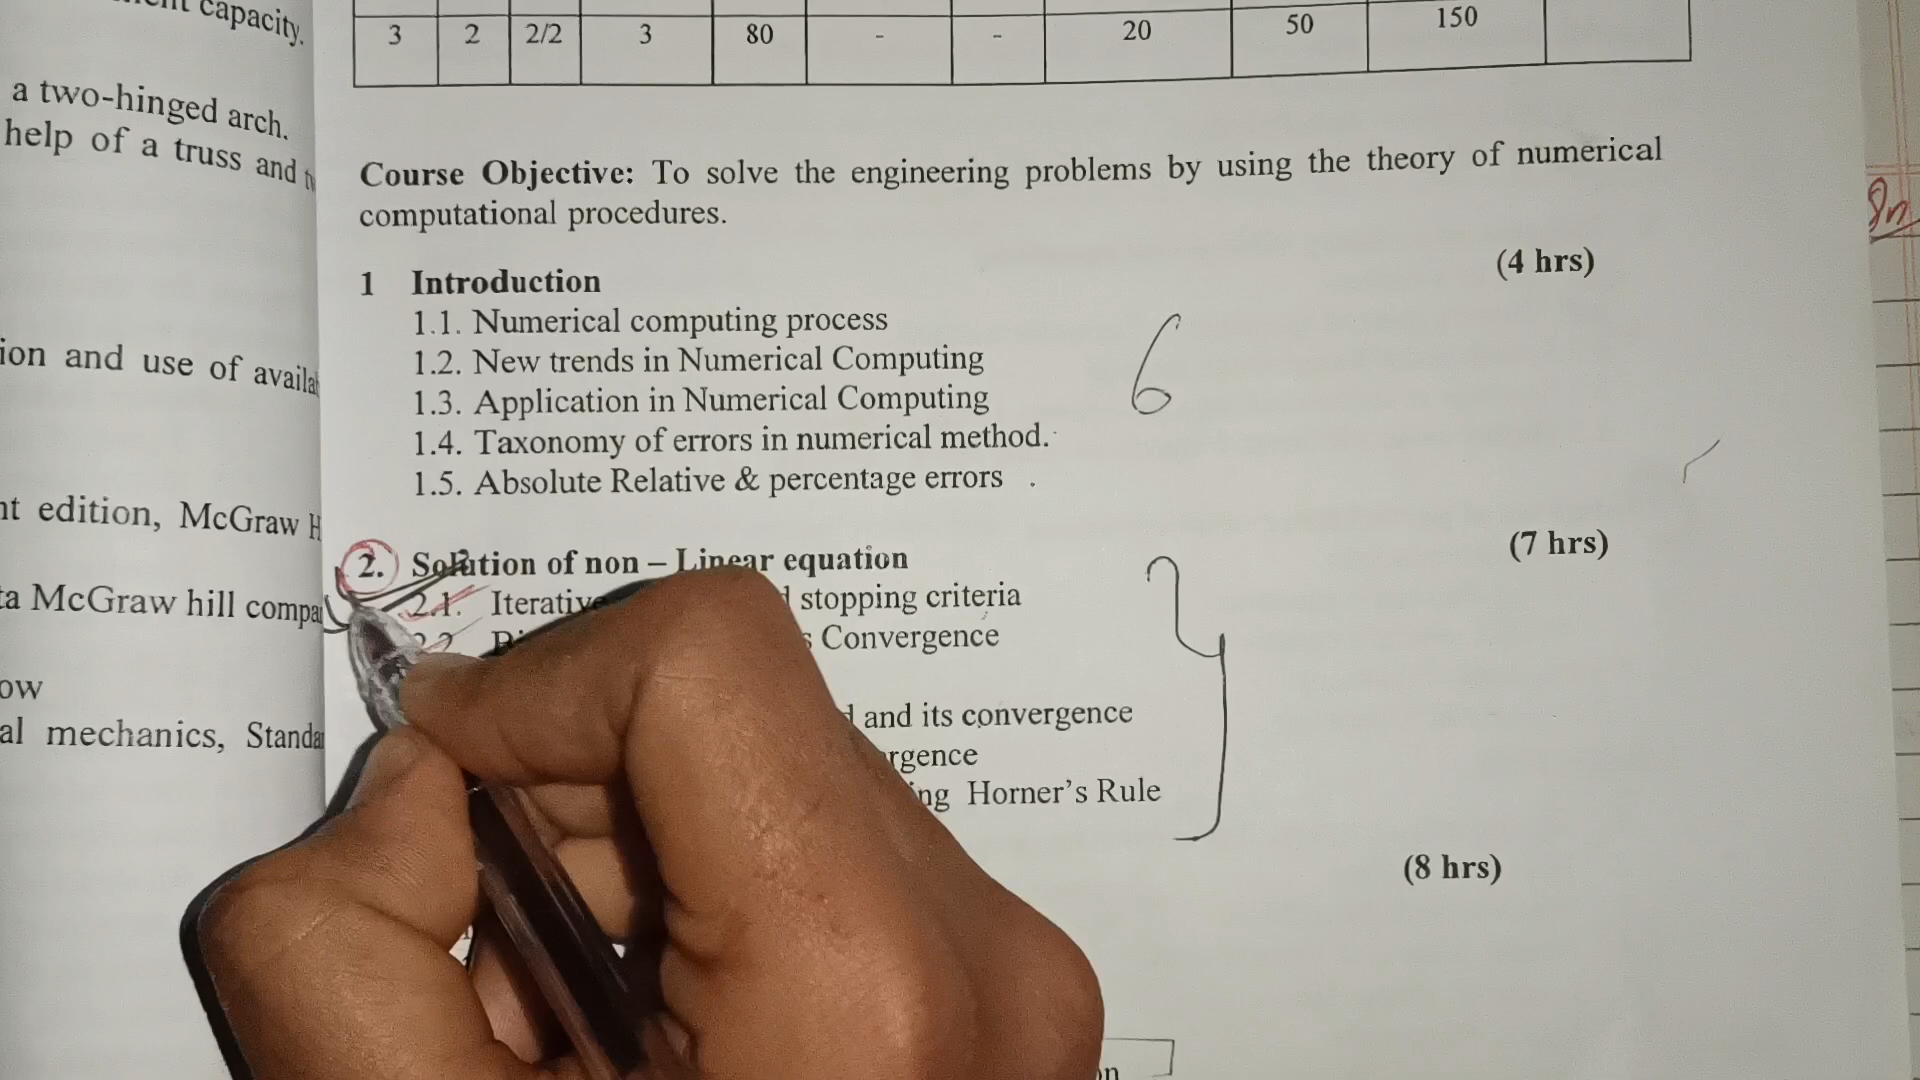 capacity.
a two-hinged arch.
help of a truss and
ion and use of
nt edition, McGraw
ta McGraw hill
ow
al mechanics,
3 2 2/2 3 80 - - 20 50 150
Course Objective: To solve the engineering problems by using the theory of numerical
computational procedures.
1 Introduction (4 hrs)
1.1. Numerical computing process
1.2. New trends in Numerical Computing
1.3. Application in Numerical Computing
1.4. Taxonomy of errors in numerical method.
1.5. Absolute Relative & percentage errors .
6
2. Solution of non – Linear equation (7 hrs)
2.1. Iterative stopping criteria
2.2. Convergence
and its convergence
Horner's Rule
(8 hrs)